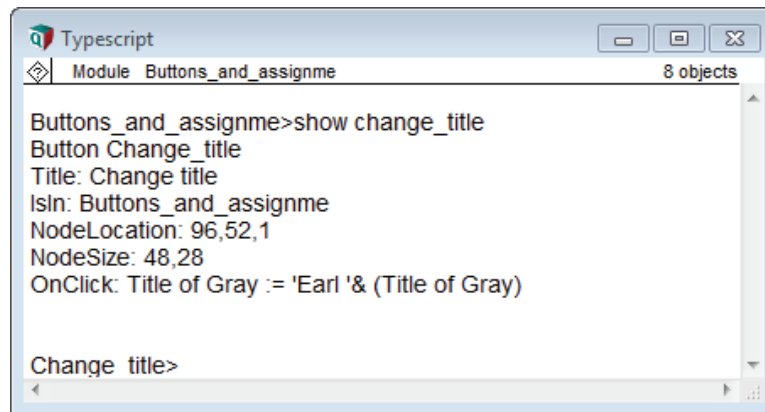 Typescript
Module Buttons_and_assignme 8 objects
Buttons_and_assignme>show change_title
Button Change_title
Title: Change title
IsIn: Buttons_and_assignme
NodeLocation: 96,52,1
NodeSize: 48,28
OnClick: Title of Gray := 'Earl '& (Title of Gray)
Change_title>